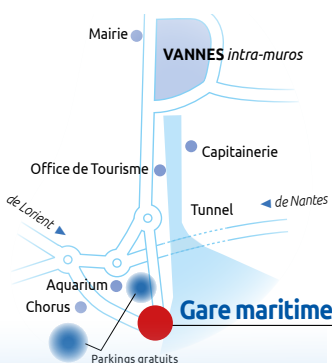 Mairie
VANNES intra-muros
Capitainerie
Office de Tourisme
de Lorient
Tunnel
de Nantes
Aquarium
Chorus
Gare maritime
Parkings gratuits